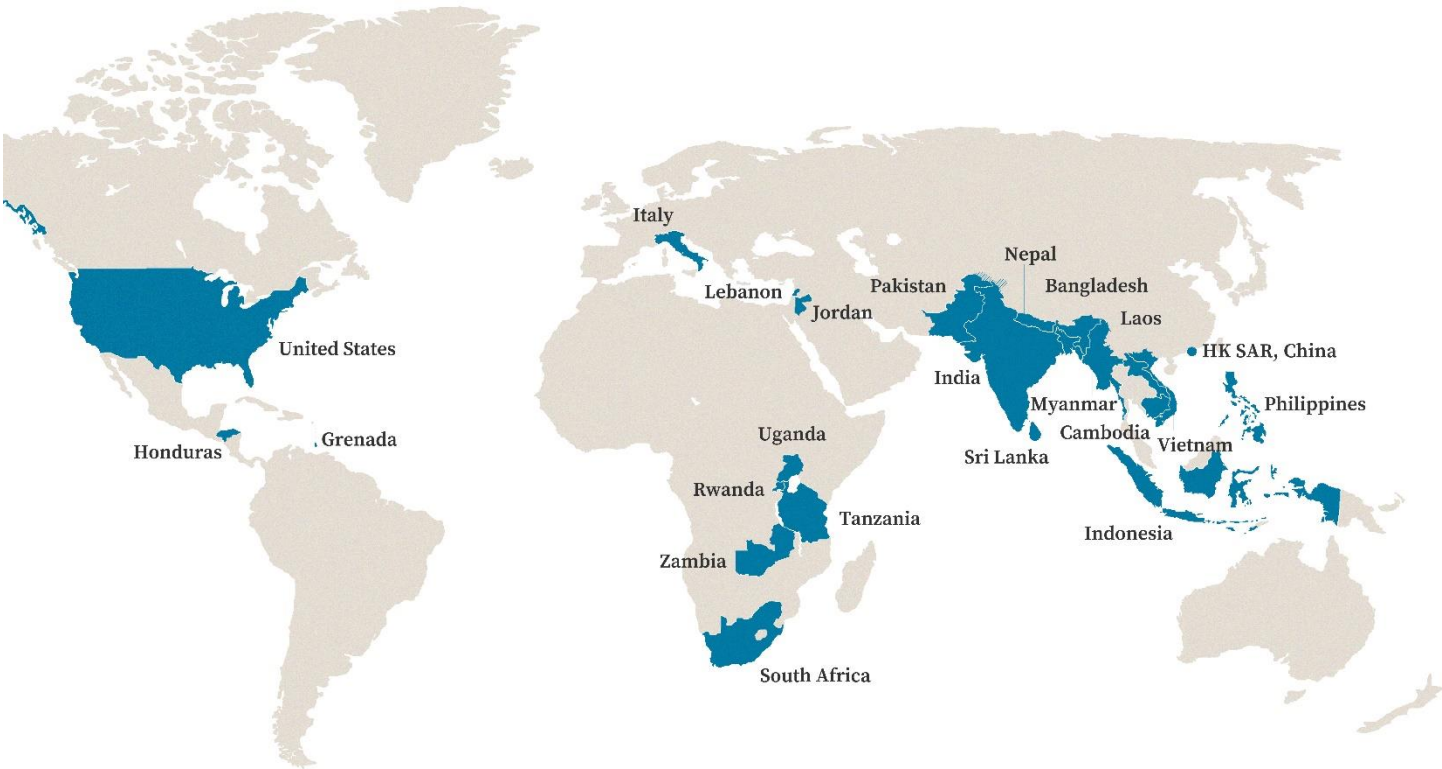 Italy
Nepal
Pakistan
Bangladesh
Lebanon
Jordan
Laos
United States
HK SAR, China
India
Myanmar
Philippines
Grenada
Cambodia
Uganda
Vietnam
Honduras
Sri Lanka
Rwanda
Tanzania
Indonesia
Zambia
South Africa